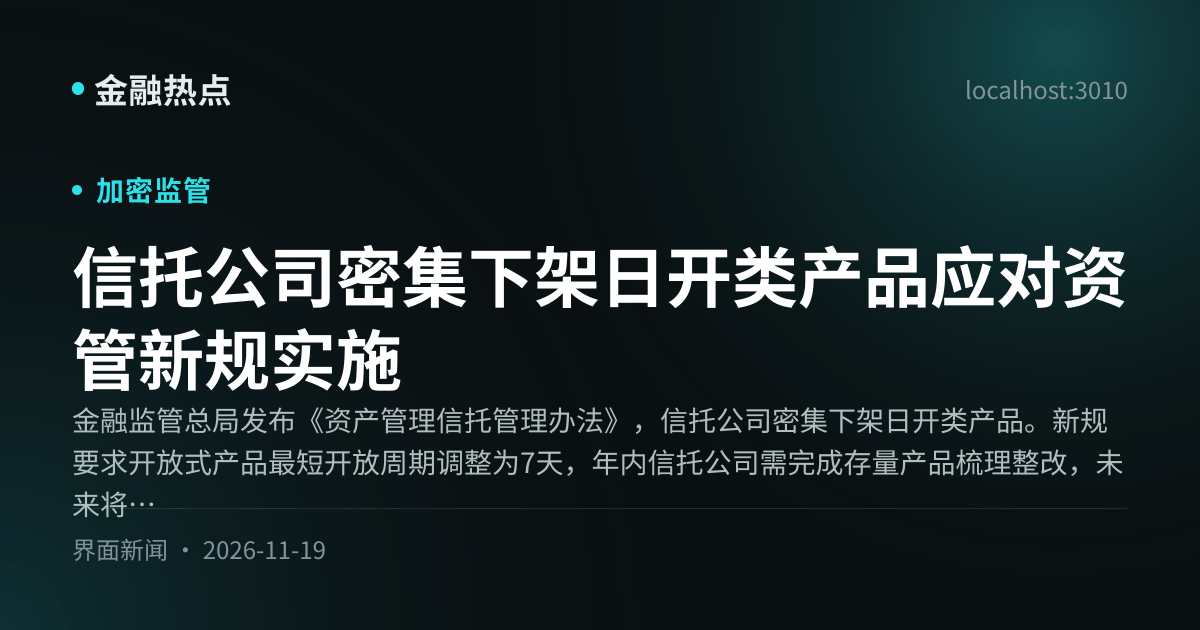 金融热点
localhost:3010
加密监管
信托公司密集下架日开类产品应对资
管新规实施
金融监管总局发布《资产管理信托管理办法》，信托公司密集下架日开类产品。新规
要求开放式产品最短开放周期调整为7天，年内信托公司需完成存量产品梳理整改，未
来将…
界面新闻 • 2026-11-19